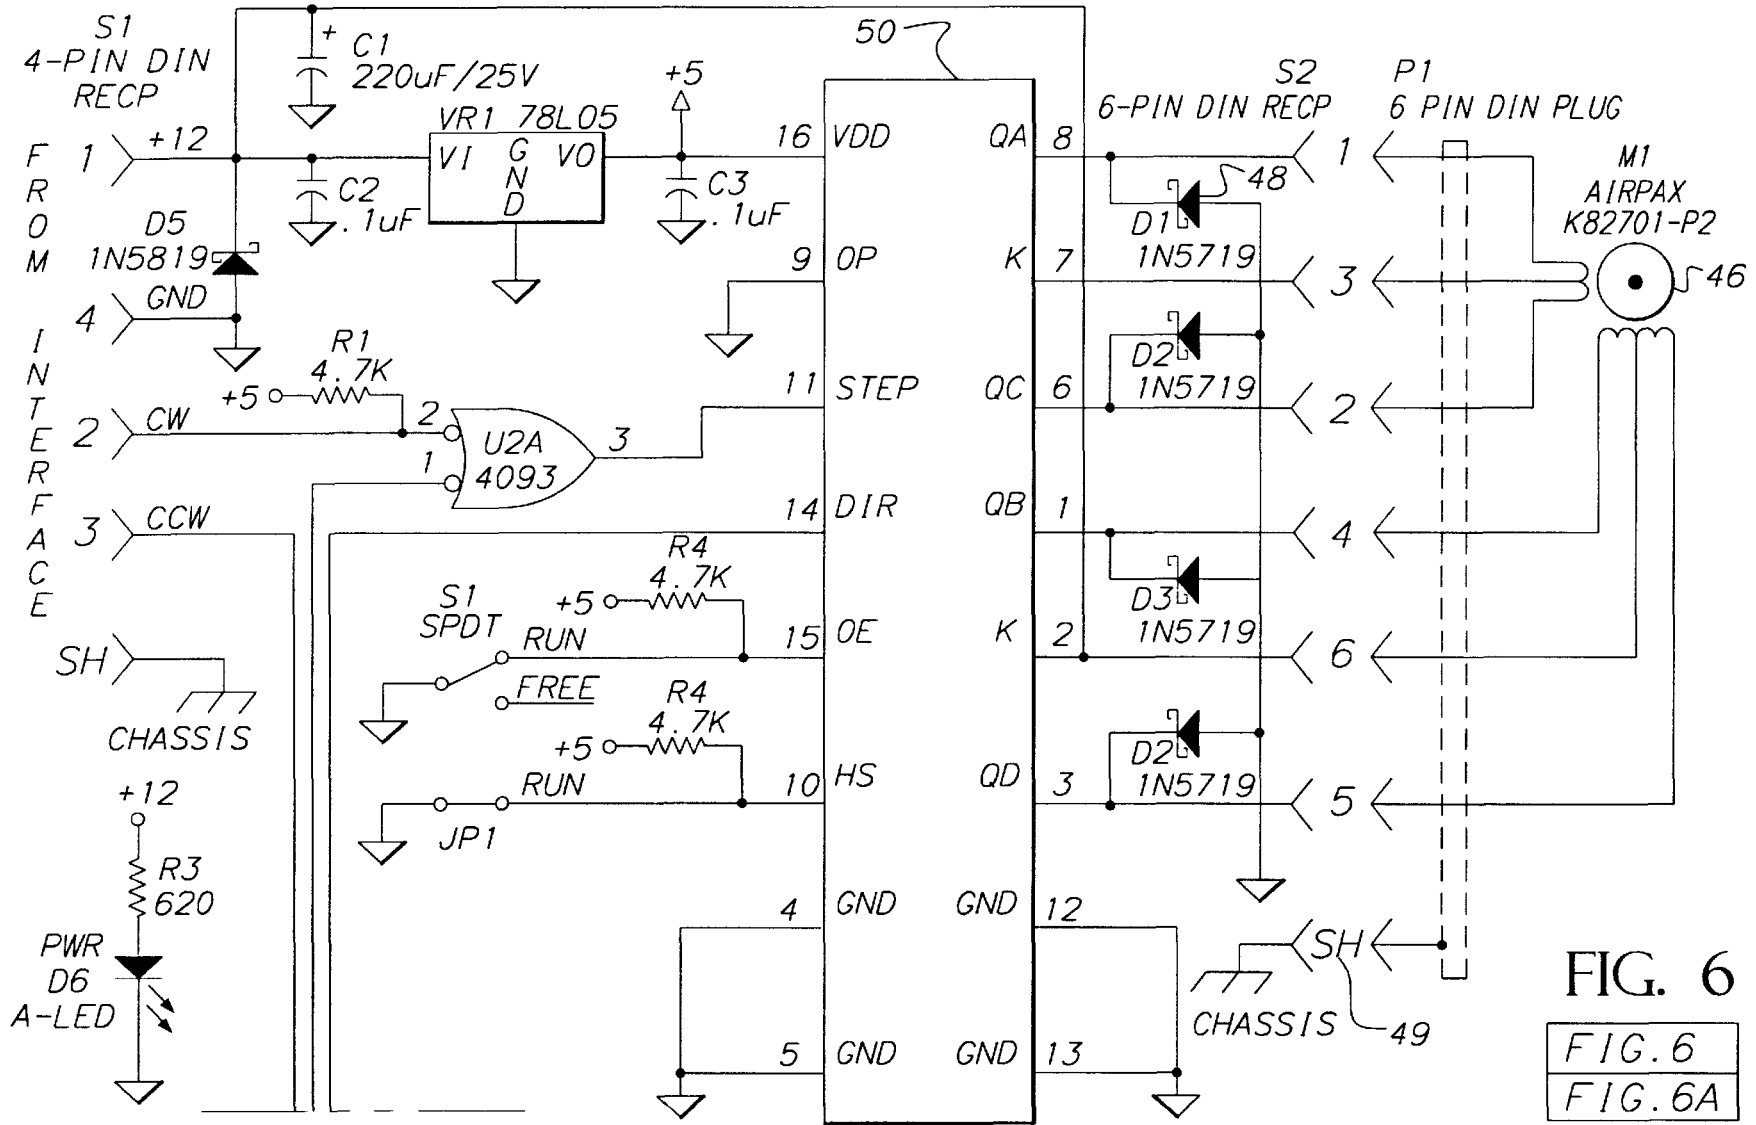 S1
4-PIN DIN
RECP
FROM INTERFACE
1
+12
4
GND
2
CW
3
CCW
SH
CHASSIS
+
C1
220uF/25V
C2
.1uF
D5
1N5819
VR1 78L05
VI
GND
VO
+5
C3
.1uF
R1
4.7K
+5
2
1
U2A
4093
3
R4
4.7K
+5
S1
SPDT
RUN
FREE
R4
4.7K
+5
RUN
JP1
+12
R3
620
PWR
D6
A-LED
50
16
VDD
9
OP
11
STEP
14
DIR
15
OE
10
HS
4
GND
5
GND
QA
8
K
7
QC
6
QB
1
K
2
QD
3
GND
12
GND
13
S2
6-PIN DIN RECP
P1
6 PIN DIN PLUG
1
3
2
4
6
5
SH
48
D1
1N5719
D2
1N5719
D3
1N5719
D2
1N5719
M1
AIRPAX
K82701-P2
46
CHASSIS
49
FIG. 6
FIG.6
FIG.6A